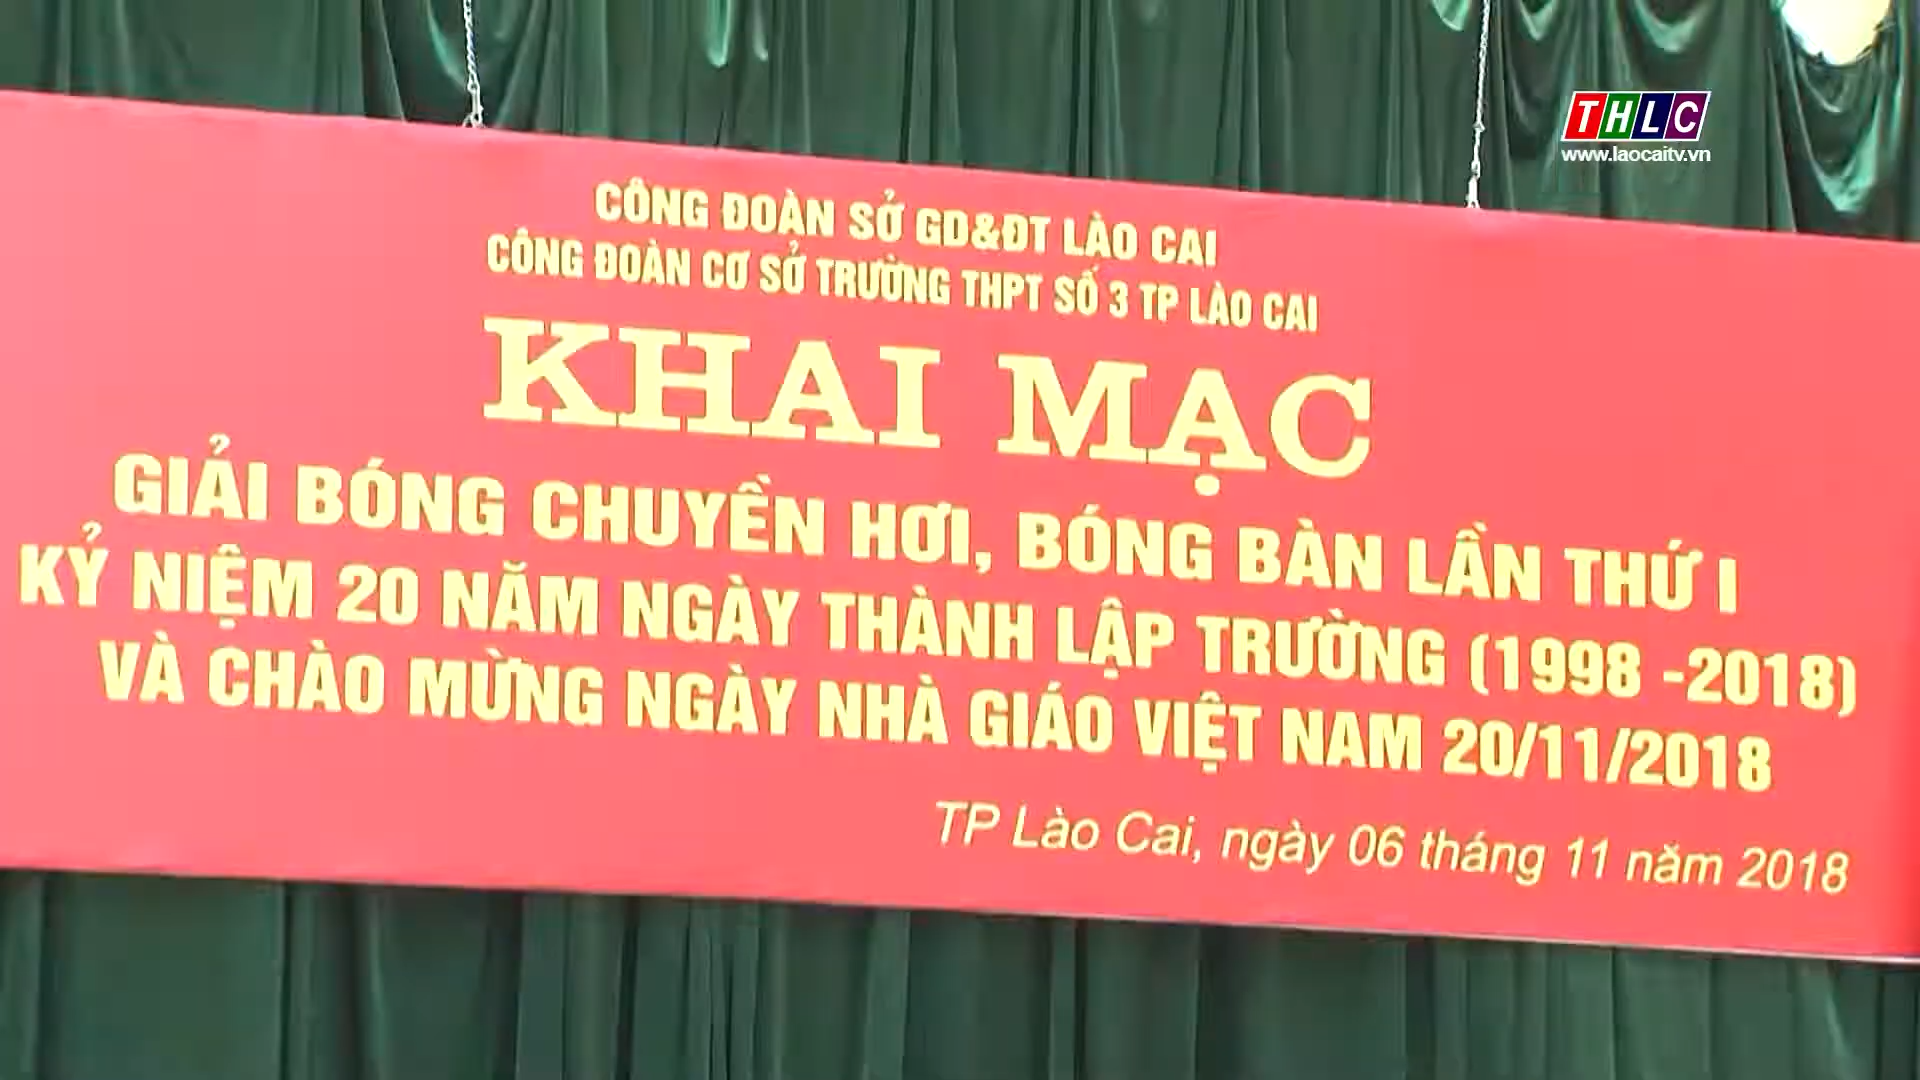 THLC
www.laocaitv.vn
CÔNG ĐOÀN SỞ GD&ĐT LÀO CAI
CÔNG ĐOÀN CƠ SỞ TRƯỜNG THPT SỐ 3 TP LÀO CAI
KHAI MẠC
GIẢI BÓNG CHUYỀN HƠI, BÓNG BÀN LẦN THỨ I
KỶ NIỆM 20 NĂM NGÀY THÀNH LẬP TRƯỜNG (1998 -2018)
VÀ CHÀO MỪNG NGÀY NHÀ GIÁO VIỆT NAM 20/11/2018
TP Lào Cai, ngày 06 tháng 11 năm 2018